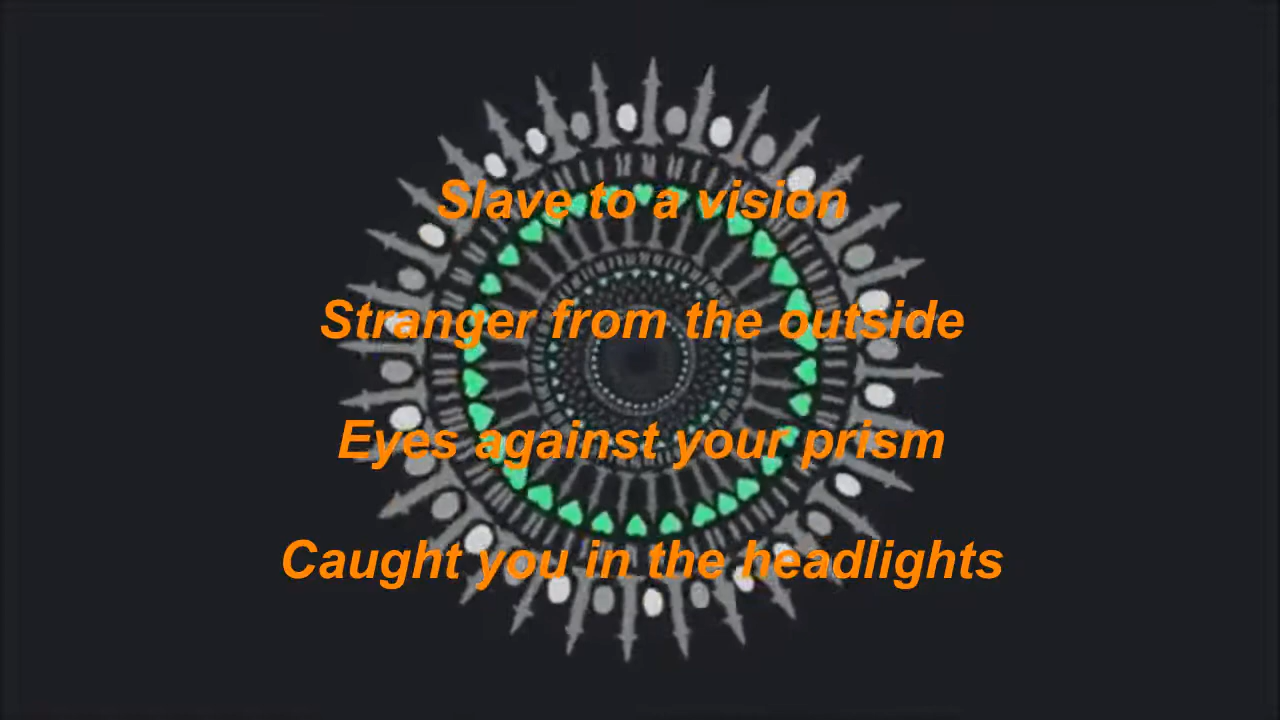 Slave to a vision
Stranger from the outside
Eyes against your prism
Caught you in the headlights